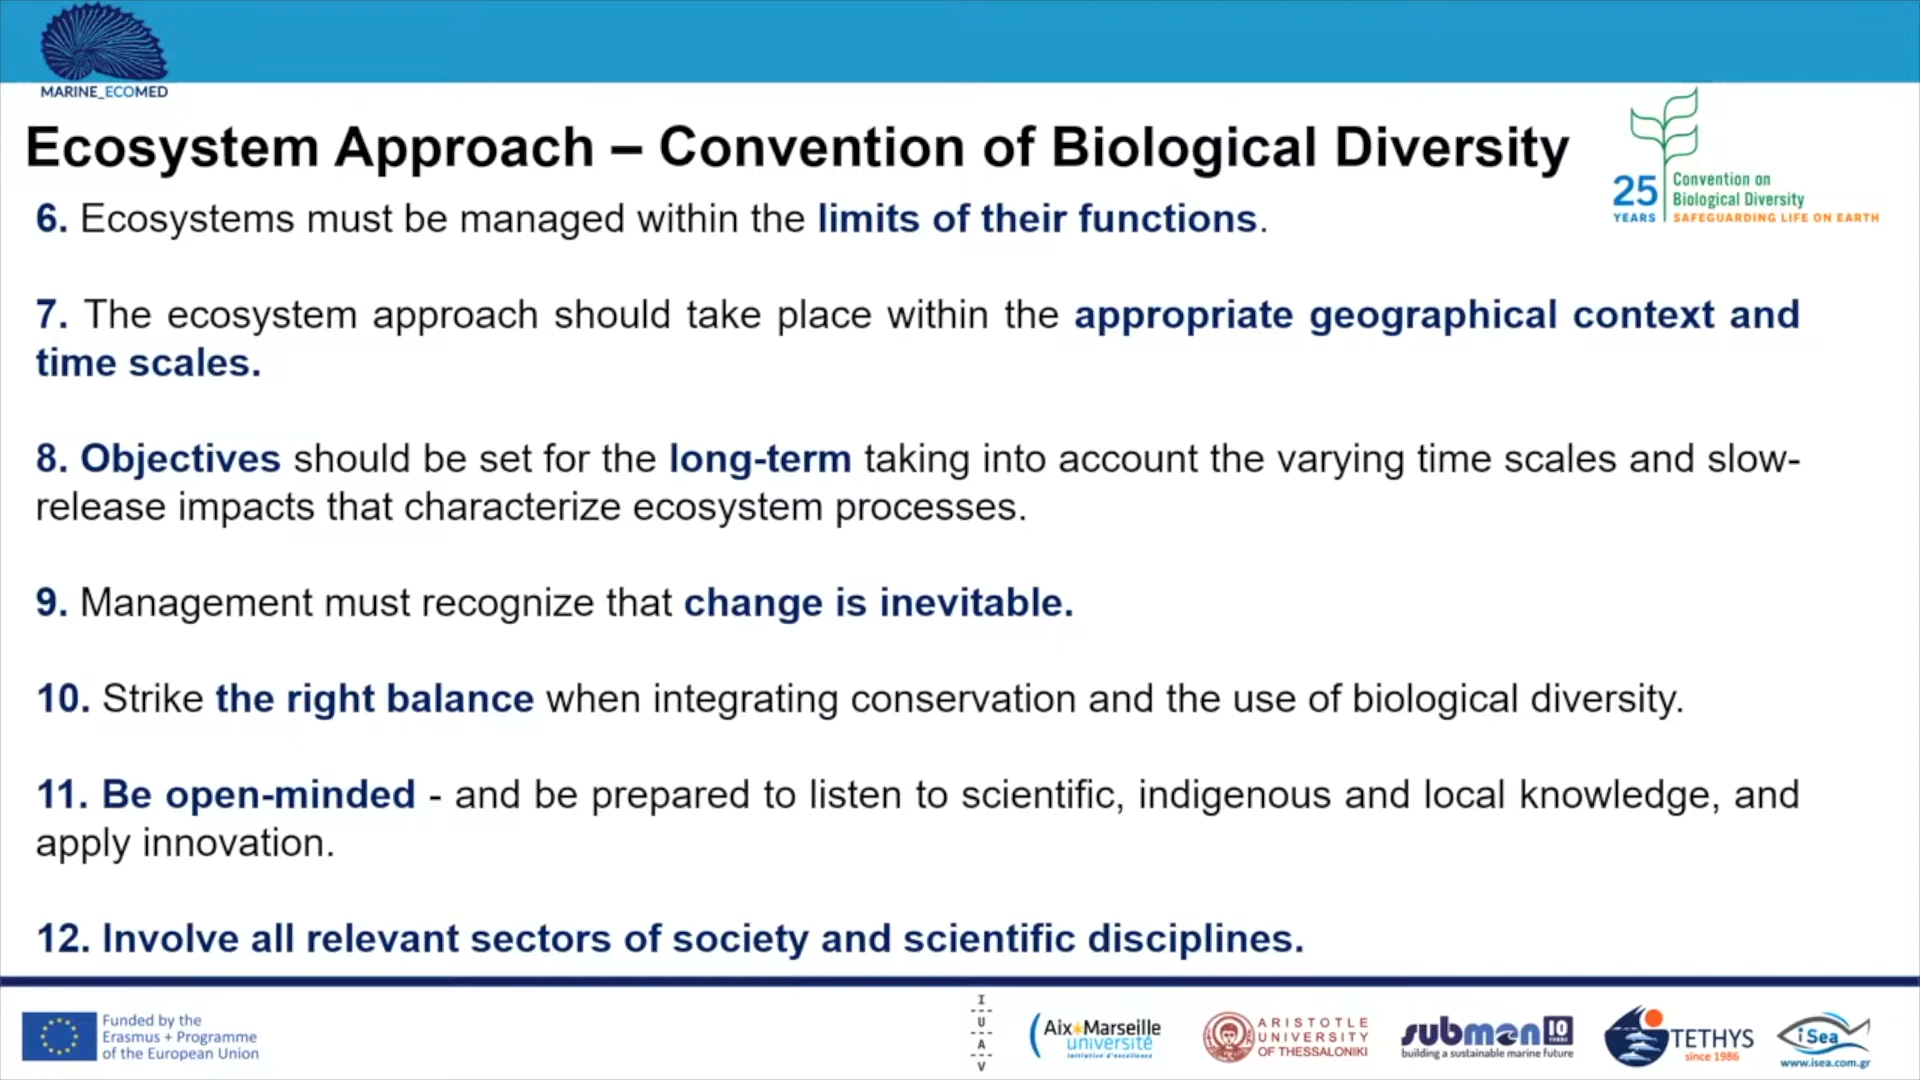 MARINE_ECOMED
Ecosystem Approach – Convention of Biological Diversity
25
YEARS
Convention on
Biological Diversity
SAFEGUARDING LIFE ON EARTH
6. Ecosystems must be managed within the limits of their functions.
7. The ecosystem approach should take place within the appropriate geographical context and
time scales.
8. Objectives should be set for the long-term taking into account the varying time scales and slow-
release impacts that characterize ecosystem processes.
9. Management must recognize that change is inevitable.
10. Strike the right balance when integrating conservation and the use of biological diversity.
11. Be open-minded - and be prepared to listen to scientific, indigenous and local knowledge, and
apply innovation.
12. Involve all relevant sectors of society and scientific disciplines.
Funded by the
Erasmus + Programme
of the European Union
I
U
A
V
Aix Marseille
université
Initiative d'excellence
ARISTOTLE
UNIVERSITY
OF THESSALONIKI
submon 10
YEARS
building a sustainable marine future
TETHYS
since 1986
iSea
www.isea.com.gr